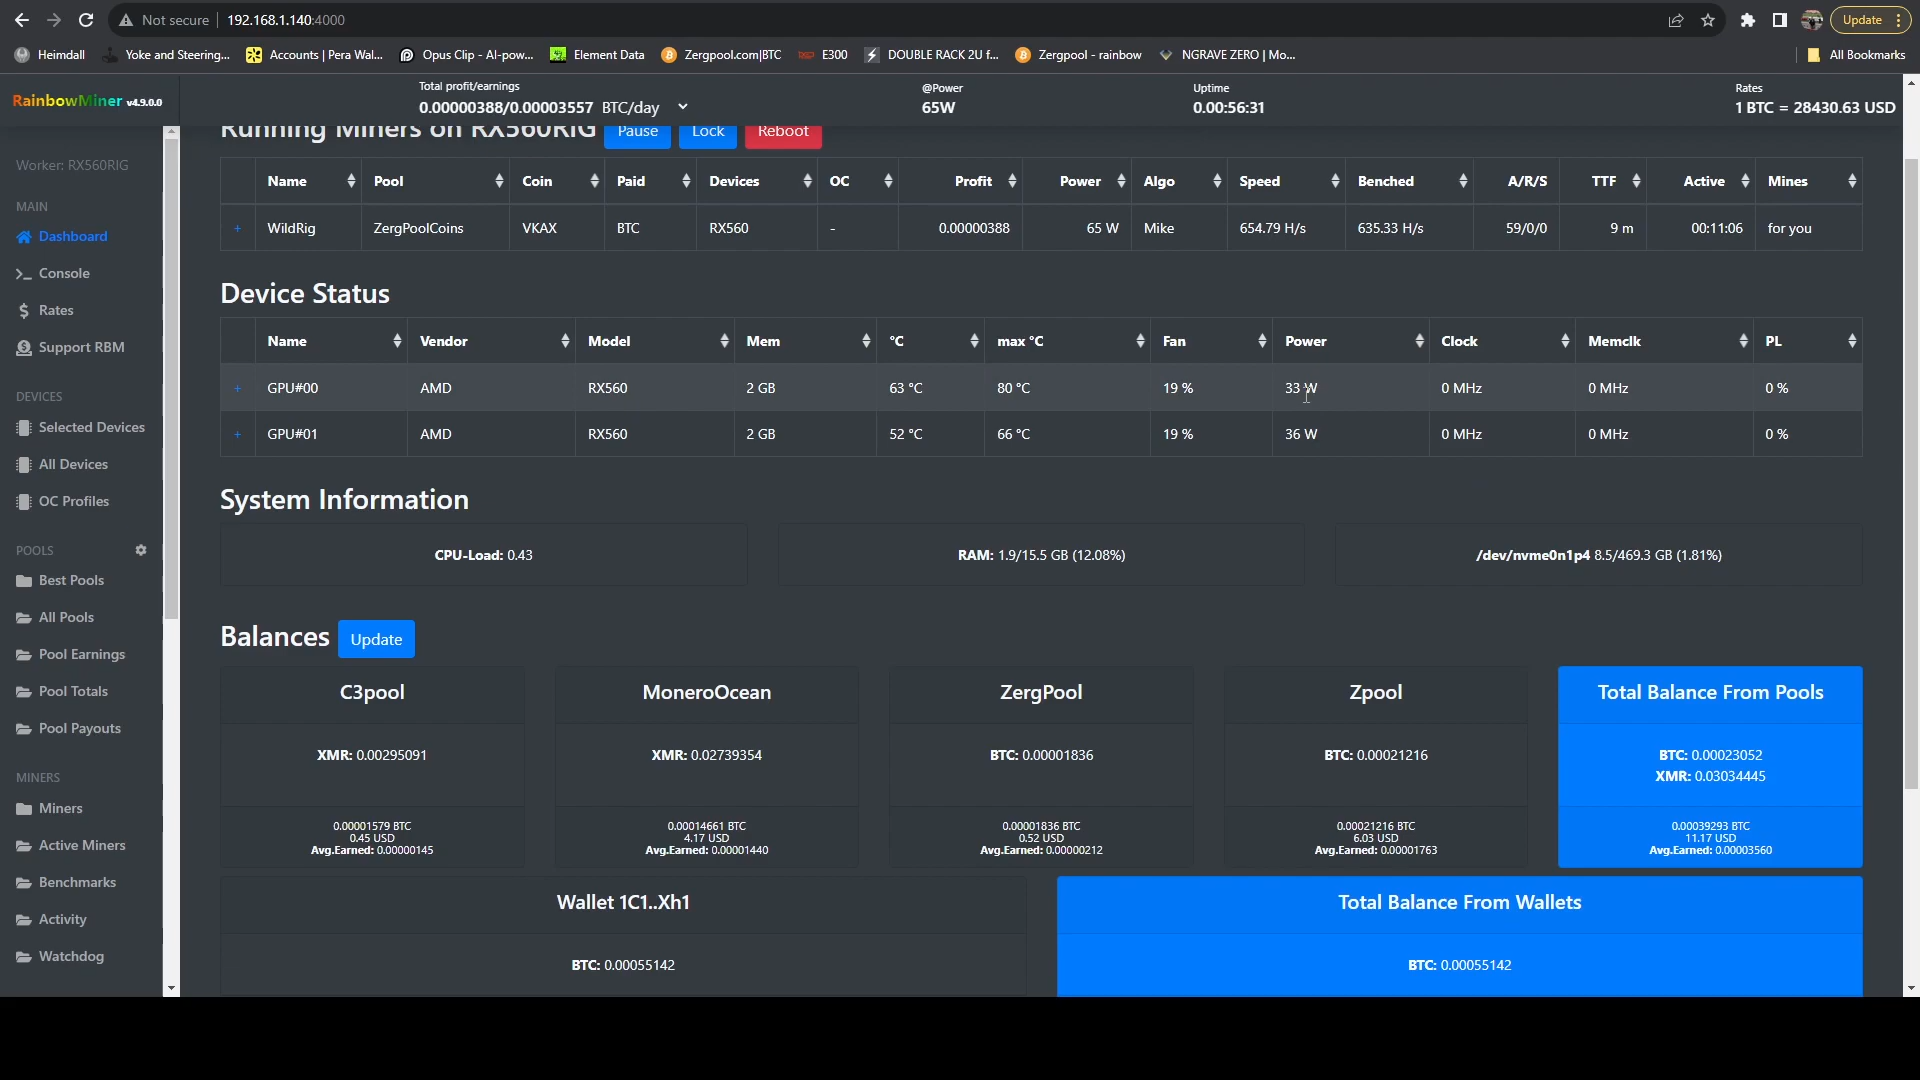 Not secure
192.168.1.140:4000
Update
Heimdall
Yoke and Steering...
Accounts | Pera Wal...
Opus Clip - AI-pow...
Element Data
Zergpool.com|BTC
E300
DOUBLE RACK 2U f...
Zergpool - rainbow
NGRAVE ZERO | Mo...
All Bookmarks
RainbowMiner v4.9.0.0
Total profit/earnings
0.00000388/0.00003557 BTC/day
@Power
65W
Uptime
0.00:56:31
Rates
1 BTC = 28430.63 USD
Worker: RX560RIG
MAIN
Dashboard
Console
Rates
Support RBM
DEVICES
Selected Devices
All Devices
OC Profiles
POOLS
Best Pools
All Pools
Pool Earnings
Pool Totals
Pool Payouts
MINERS
Miners
Active Miners
Benchmarks
Activity
Watchdog
Running Miners on RX560RIG Pause Lock Reboot
Name Pool Coin Paid Devices OC Profit Power Algo Speed Benched A/R/S TTF Active Mines
+ WildRig ZergPoolCoins VKAX BTC RX560 - 0.00000388 65 W Mike 654.79 H/s 635.33 H/s 59/0/0 9 m 00:11:06 for you
Device Status
Name Vendor Model Mem °C max °C Fan Power Clock Memclk PL
+ GPU#00 AMD RX560 2 GB 63 °C 80 °C 19 % 33 W 0 MHz 0 MHz 0 %
+ GPU#01 AMD RX560 2 GB 52 °C 66 °C 19 % 36 W 0 MHz 0 MHz 0 %
System Information
CPU-Load: 0.43
RAM: 1.9/15.5 GB (12.08%)
/dev/nvme0n1p4 8.5/469.3 GB (1.81%)
Balances Update
C3pool
XMR: 0.00295091
0.00001579 BTC
0.45 USD
Avg.Earned: 0.00000145
MoneroOcean
XMR: 0.02739354
0.00014661 BTC
4.17 USD
Avg.Earned: 0.00001440
ZergPool
BTC: 0.00001836
0.00001836 BTC
0.52 USD
Avg.Earned: 0.00000212
Zpool
BTC: 0.00021216
0.00021216 BTC
6.03 USD
Avg.Earned: 0.00001763
Total Balance From Pools
BTC: 0.00023052
XMR: 0.03034445
0.00039293 BTC
11.17 USD
Avg.Earned: 0.00003560
Wallet 1C1..Xh1
BTC: 0.00055142
Total Balance From Wallets
BTC: 0.00055142